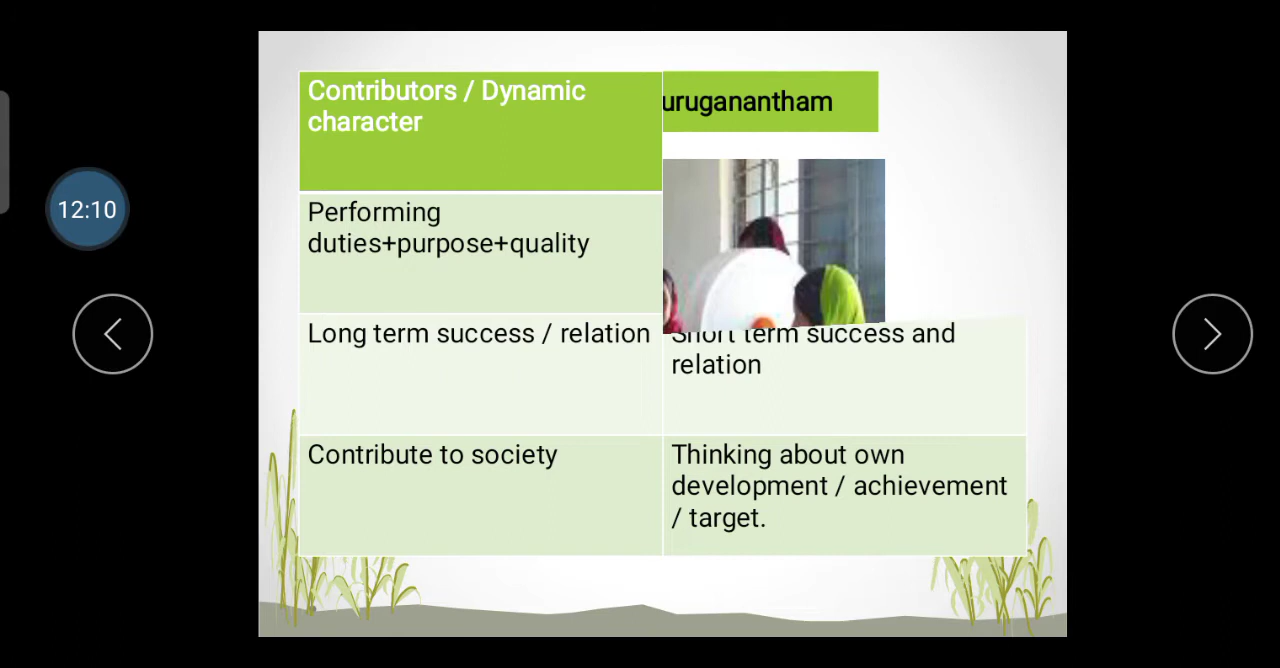 Contributors / Dynamic
character
uruganantham
12:10
Performing
duties+purpose+quality
Long term success / relation
Short term success and
relation
Contribute to society
Thinking about own
development / achievement
/ target.